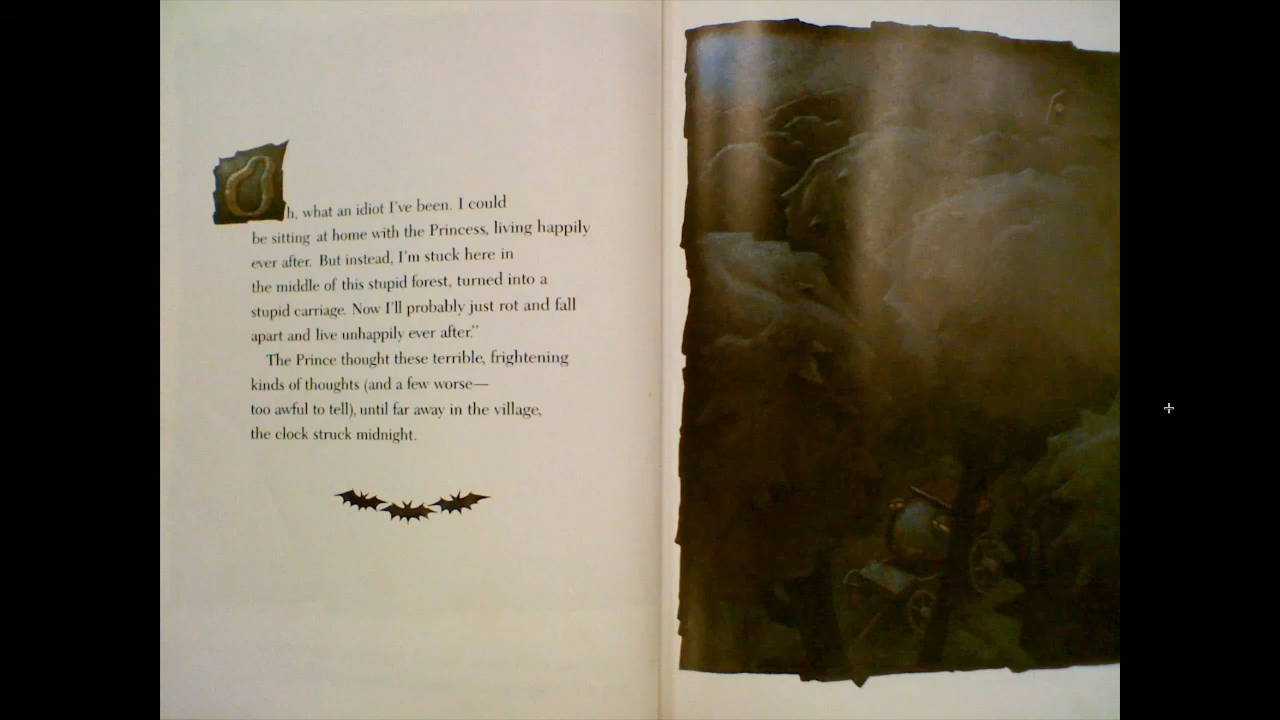 Oh, what an idiot I've been. I could
be sitting at home with the Princess, living happily
ever after. But instead, I'm stuck here in
the middle of this stupid forest, turned into a
stupid carriage. Now I'll probably just rot and fall
apart and live unhappily ever after."
The Prince thought these terrible, frightening
kinds of thoughts (and a few worse—
too awful to tell), until far away in the village,
the clock struck midnight.